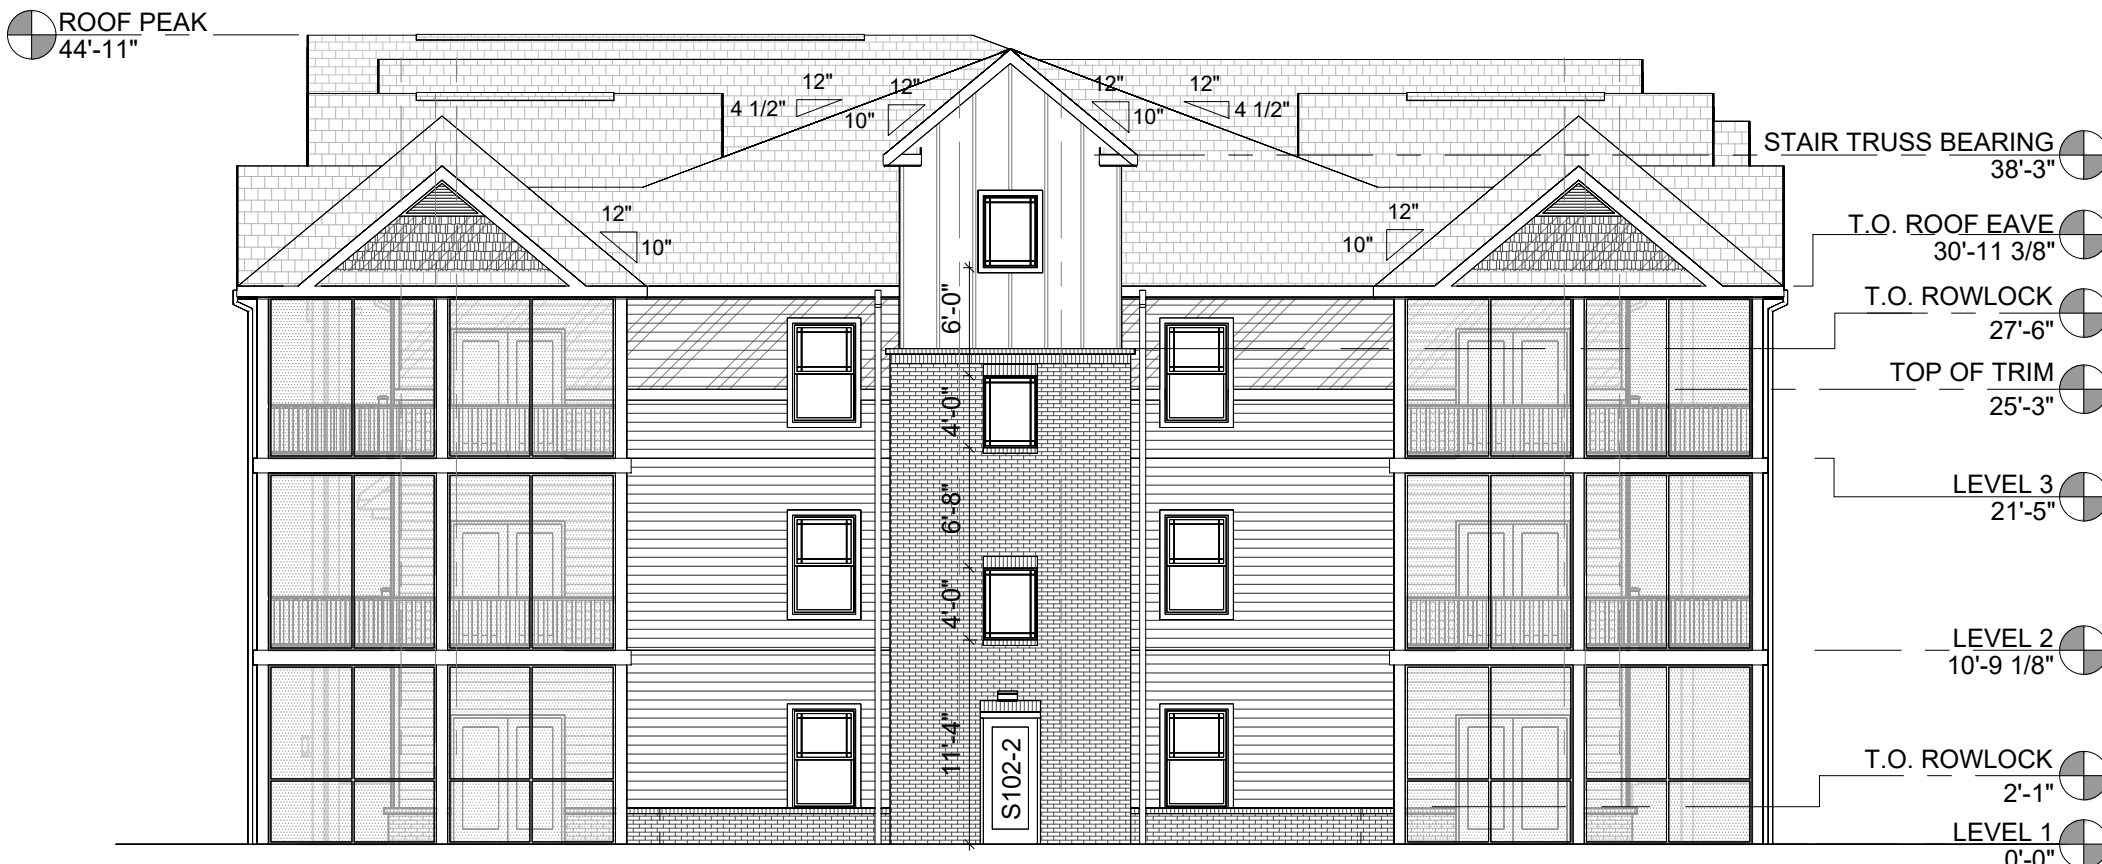 ROOF PEAK
44'-11"
12"
4 1/2"
12"
10"
12"
10"
12"
4 1/2"
STAIR TRUSS BEARING
38'-3"
12"
10"
12"
10"
T.O. ROOF EAVE
30'-11 3/8"
6'-0"
T.O. ROWLOCK
27'-6"
TOP OF TRIM
25'-3"
4'-0"
LEVEL 3
21'-5"
6'-8"
4'-0"
LEVEL 2
10'-9 1/8"
11'-4"
S102-2
T.O. ROWLOCK
2'-1"
LEVEL 1
0'-0"